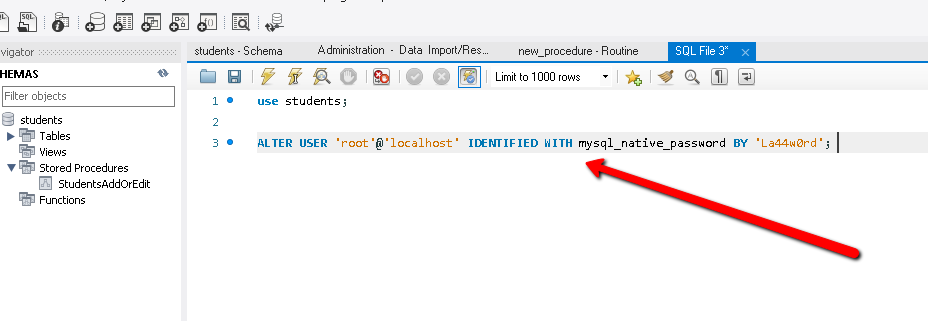 students - Schema
Administration - Data Import/Res...
new_procedure - Routine
SQL File 3*
vigator
HEMAS
Limit to 1000 rows
Filter objects
students
Tables
Views
Stored Procedures
StudentsAddOrEdit
Functions
1 use students;
2
3 ALTER USER 'root'@'localhost' IDENTIFIED WITH mysql_native_password BY 'La44w0rd';